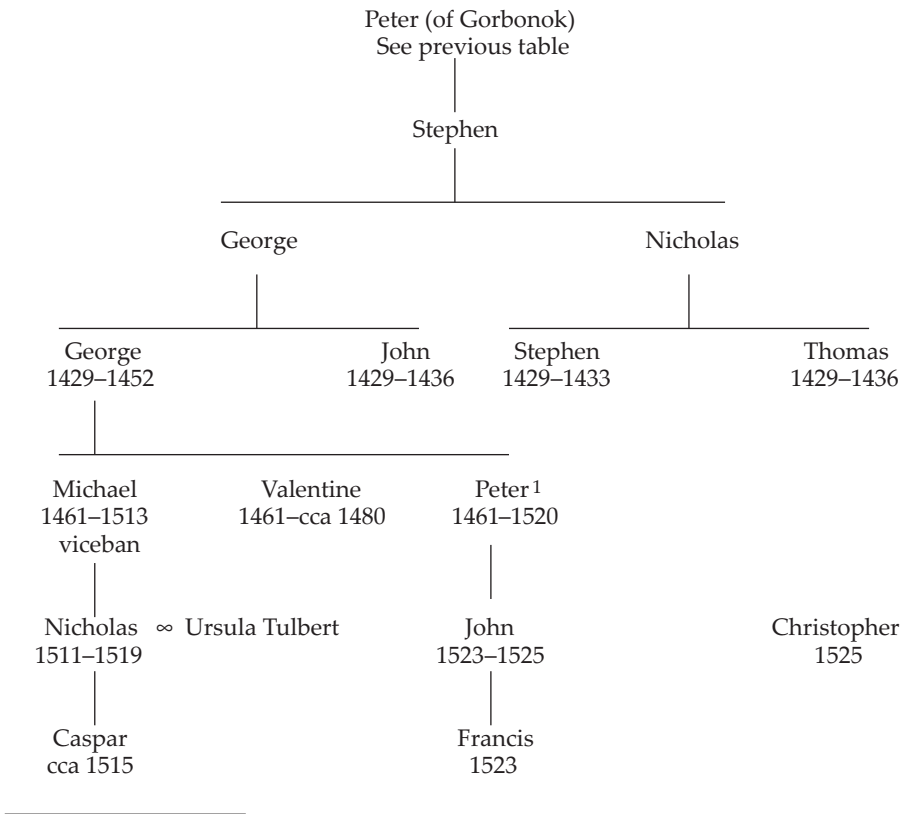 Peter (of Gorbonok)
See previous table
Stephen
George Nicholas
George John Stephen Thomas
1429–1452 1429–1436 1429–1433 1429–1436
Michael Valentine Peter 1
1461–1513 1461–cca 1480 1461–1520
viceban
Nicholas ∞ Ursula Tulbert John Christopher
1511–1519 1523–1525 1525
Caspar Francis
cca 1515 1523